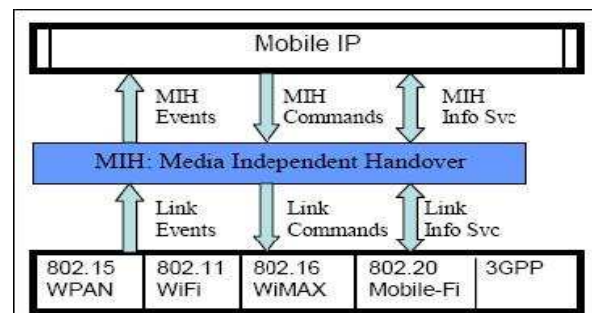 Mobile IP
MIH
Events
MIH
Commands
MIH
Info Svc
MIH: Media Independent Handover
Link
Events
Link
Commands
Link
Info Svc
802.15
WPAN
802.11
WiFi
802.16
WiMAX
802.20
Mobile-Fi
3GPP